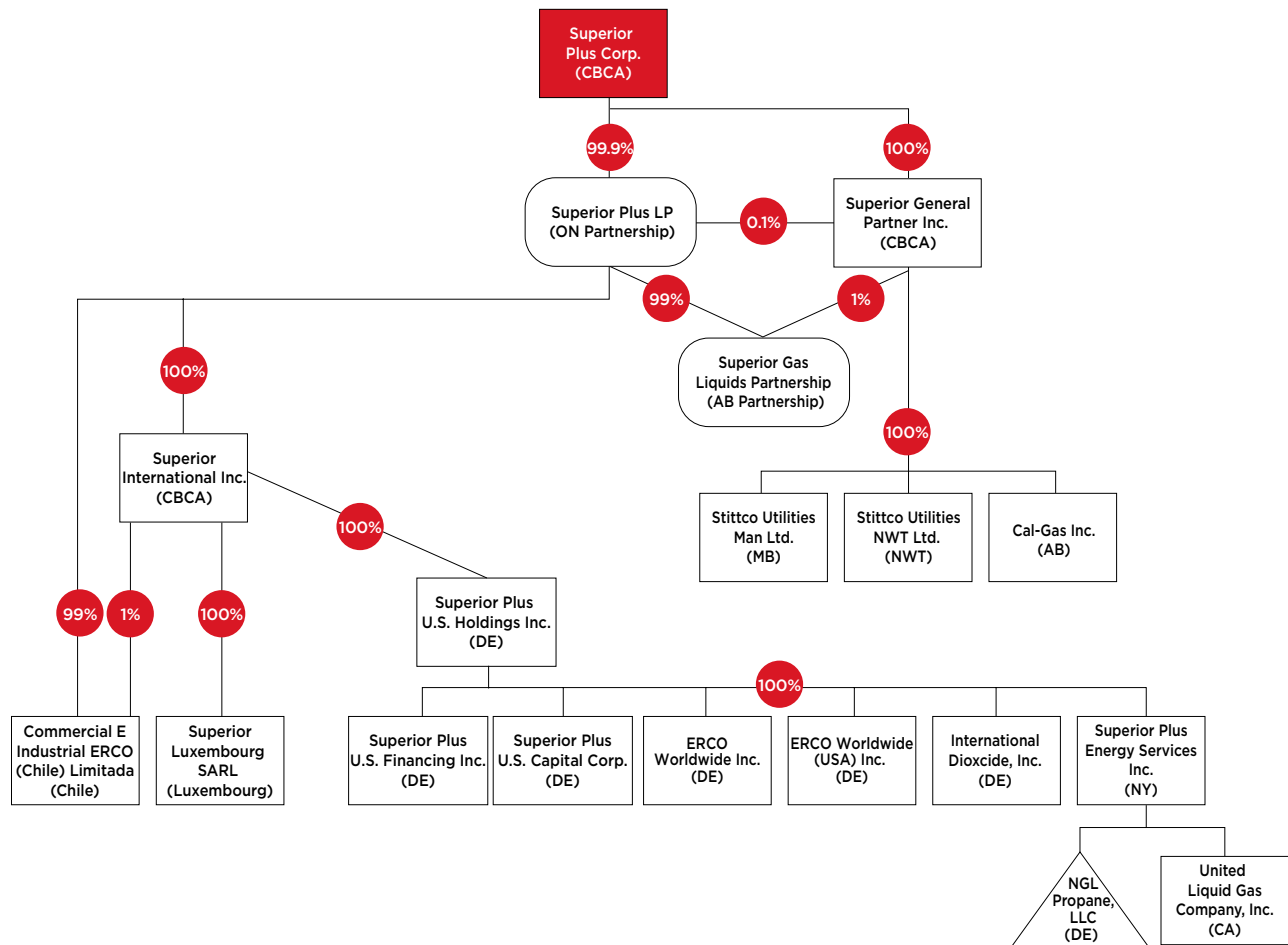 Superior
Plus Corp.
(CBCA)
99.9%
100%
Superior Plus LP
(ON Partnership)
0.1%
Superior General
Partner Inc.
(CBCA)
99%
1%
Superior Gas
Liquids Partnership
(AB Partnership)
100%
100%
Superior
International Inc.
(CBCA)
Stittco Utilities
Man Ltd.
(MB)
Stittco Utilities
NWT Ltd.
(NWT)
Cal-Gas Inc.
(AB)
100%
99%
1%
100%
Superior Plus
U.S. Holdings Inc.
(DE)
100%
Commercial E
Industrial ERCO
(Chile) Limitada
(Chile)
Superior
Luxembourg
SARL
(Luxembourg)
Superior Plus
U.S. Financing Inc.
(DE)
Superior Plus
U.S. Capital Corp.
(DE)
ERCO
Worldwide Inc.
(DE)
ERCO Worldwide
(USA) Inc.
(DE)
International
Dioxcide, Inc.
(DE)
Superior Plus
Energy Services
Inc.
(NY)
NGL
Propane,
LLC
(DE)
United
Liquid Gas
Company, Inc.
(CA)